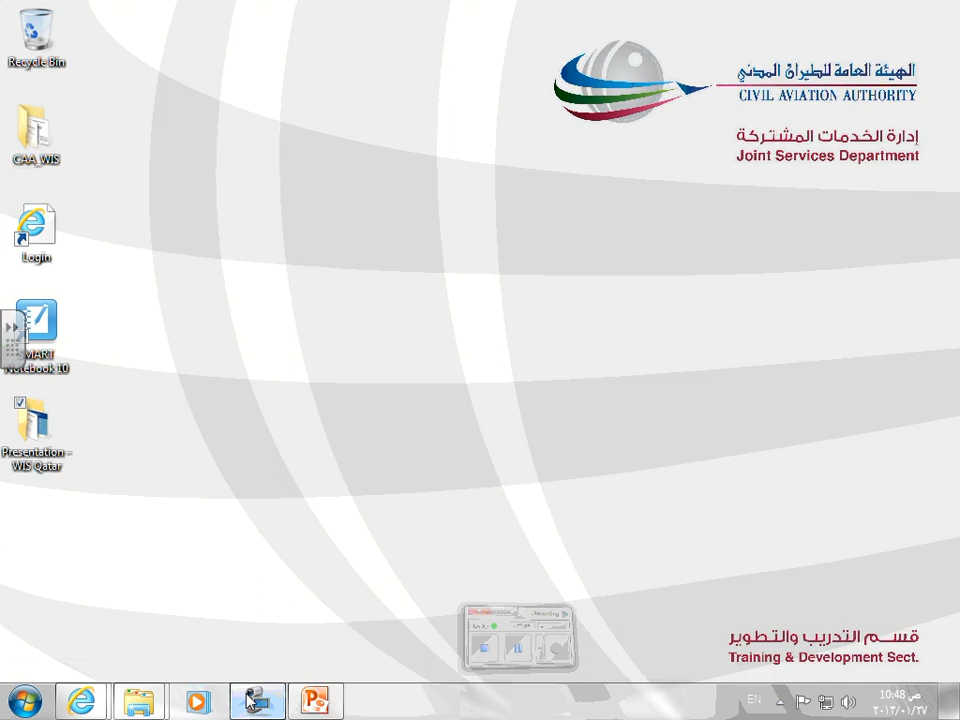 Recycle Bin
CAA_WIS
Login
SMART
Notebook 10
Presentation -
WIS Qatar
الهيئة العامة للطيران المدني
CIVIL AVIATION AUTHORITY
إدارة الخدمات المشتركة
Joint Services Department
Recording
قسم التدريب والتطوير
Training & Development Sect.
EN
10:48 ص
٢٠١٣/٠١/٢٧